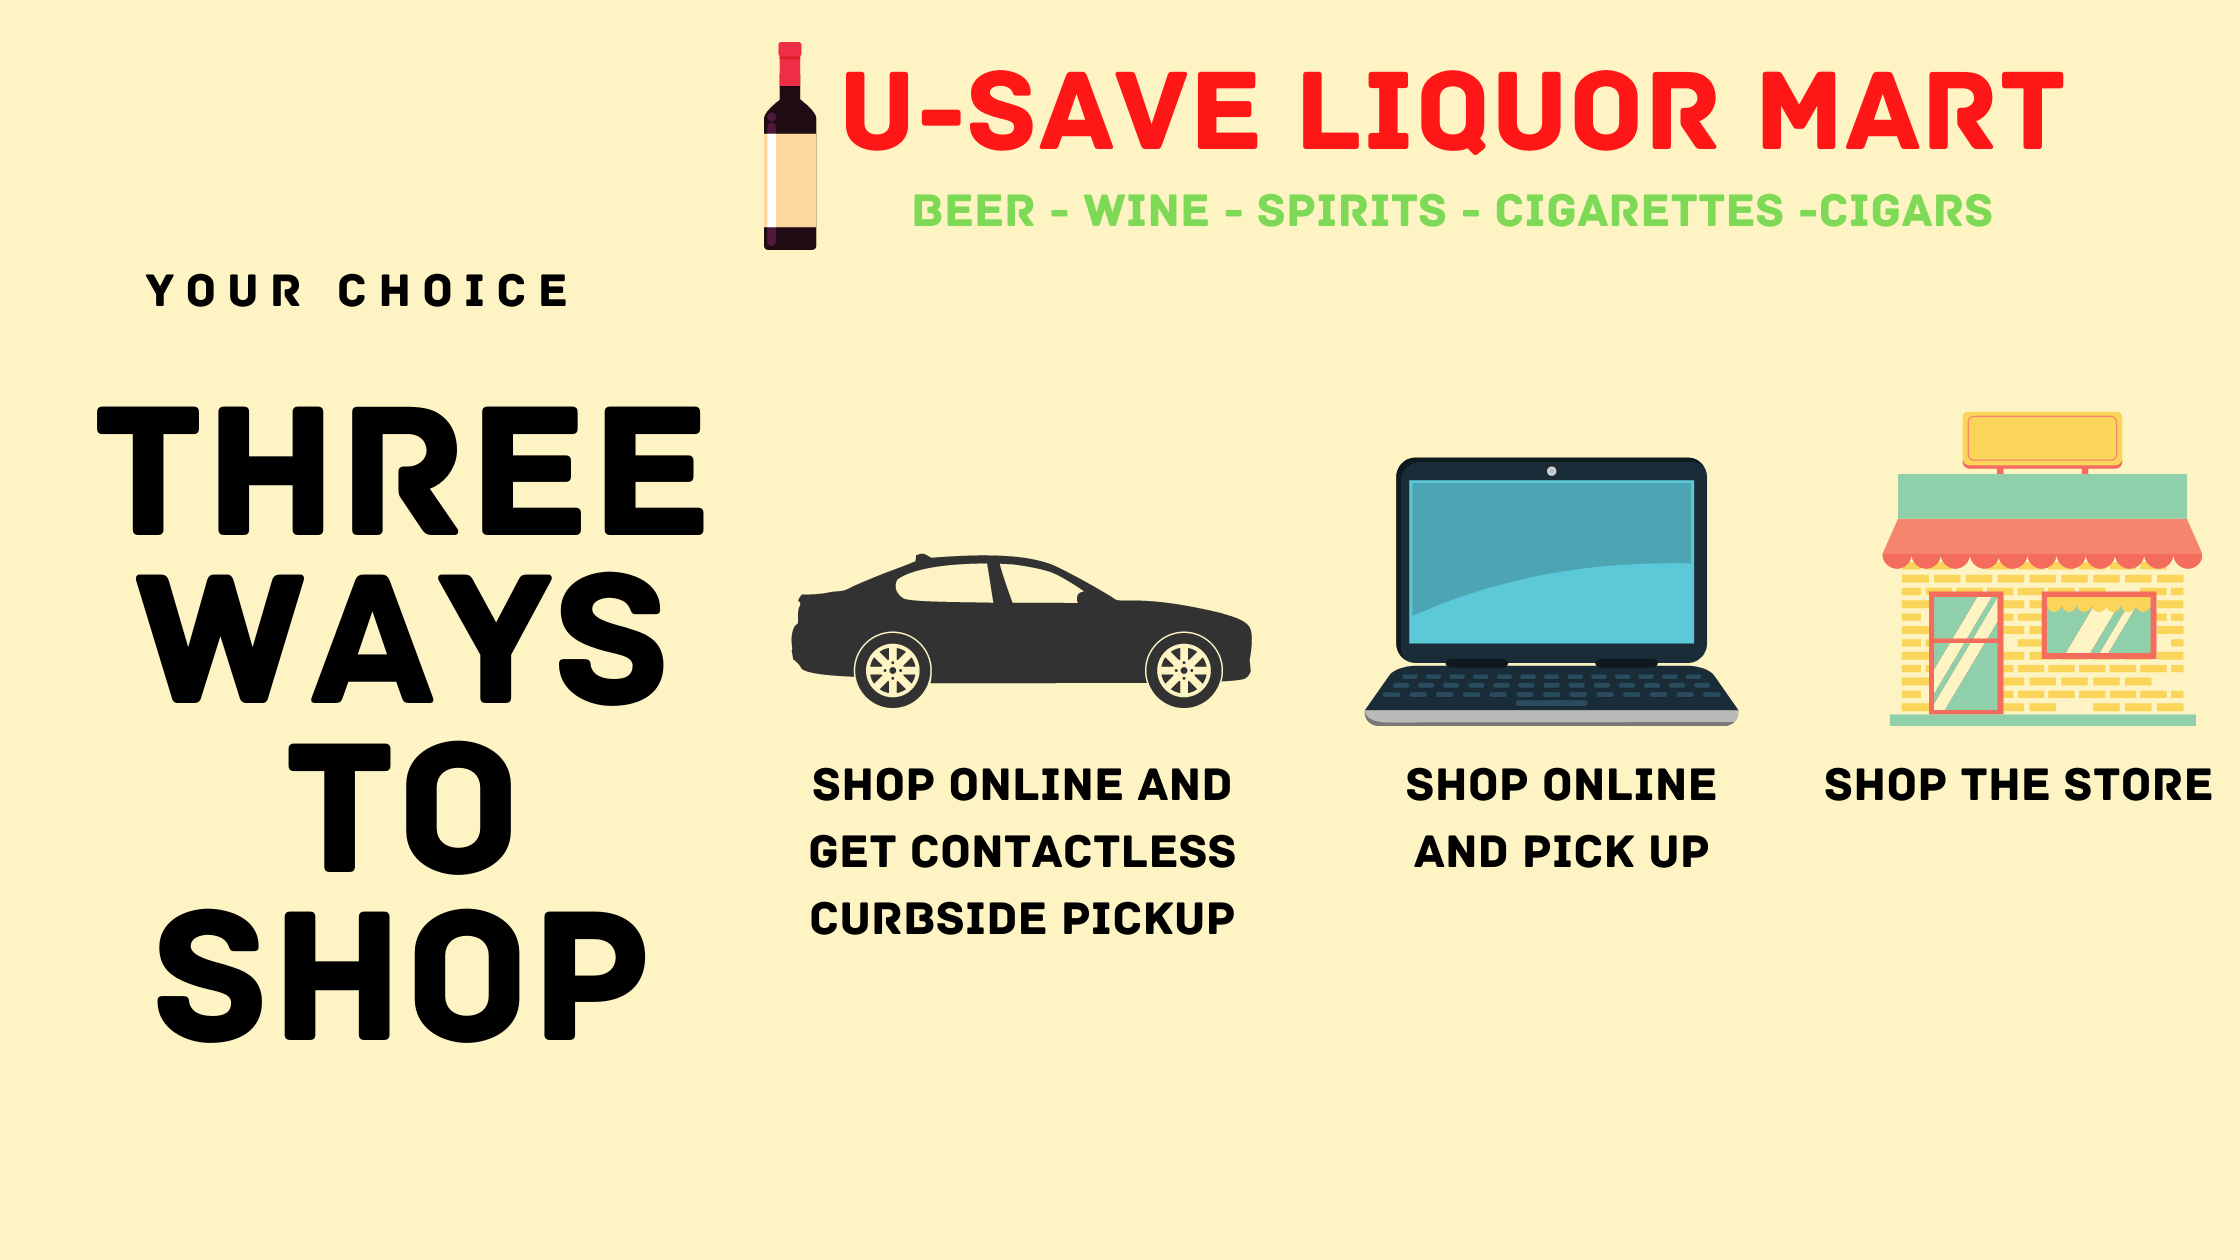 U-SAVE LIQUOR MART
BEER - WINE - SPIRITS - CIGARETTES -CIGARS
YOUR CHOICE
THREE
WAYS
TO
SHOP
SHOP ONLINE AND
GET CONTACTLESS
CURBSIDE PICKUP
SHOP ONLINE
AND PICK UP
SHOP THE STORE